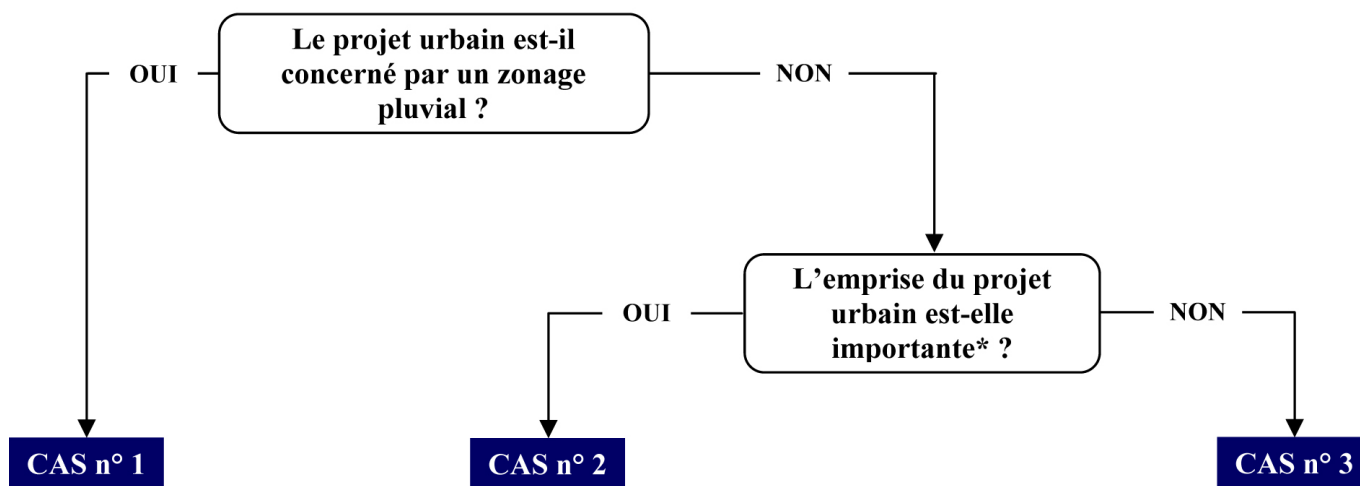 Le projet urbain est-il
concerné par un zonage
pluvial ?
OUI
NON
L’emprise du projet
urbain est-elle
importante* ?
OUI
NON
CAS n° 1
CAS n° 2
CAS n° 3